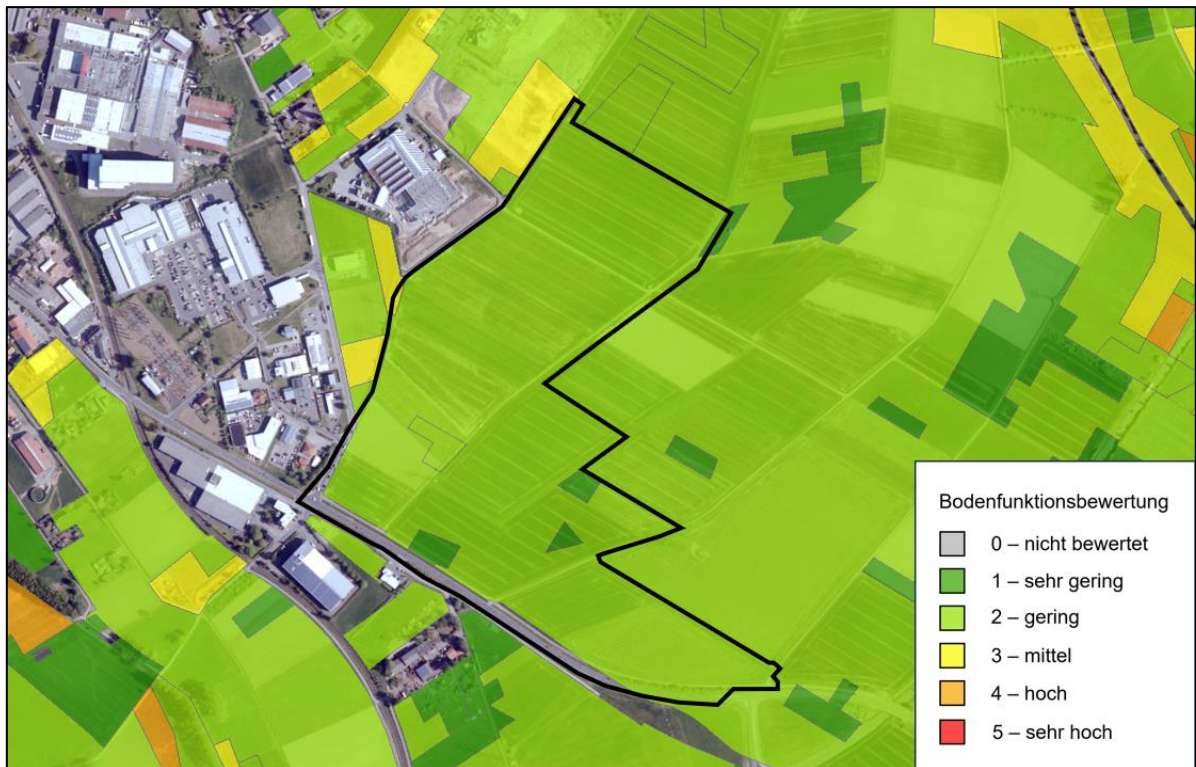 Bodenfunktionsbewertung
0 – nicht bewertet
1 – sehr gering
2 – gering
3 – mittel
4 – hoch
5 – sehr hoch